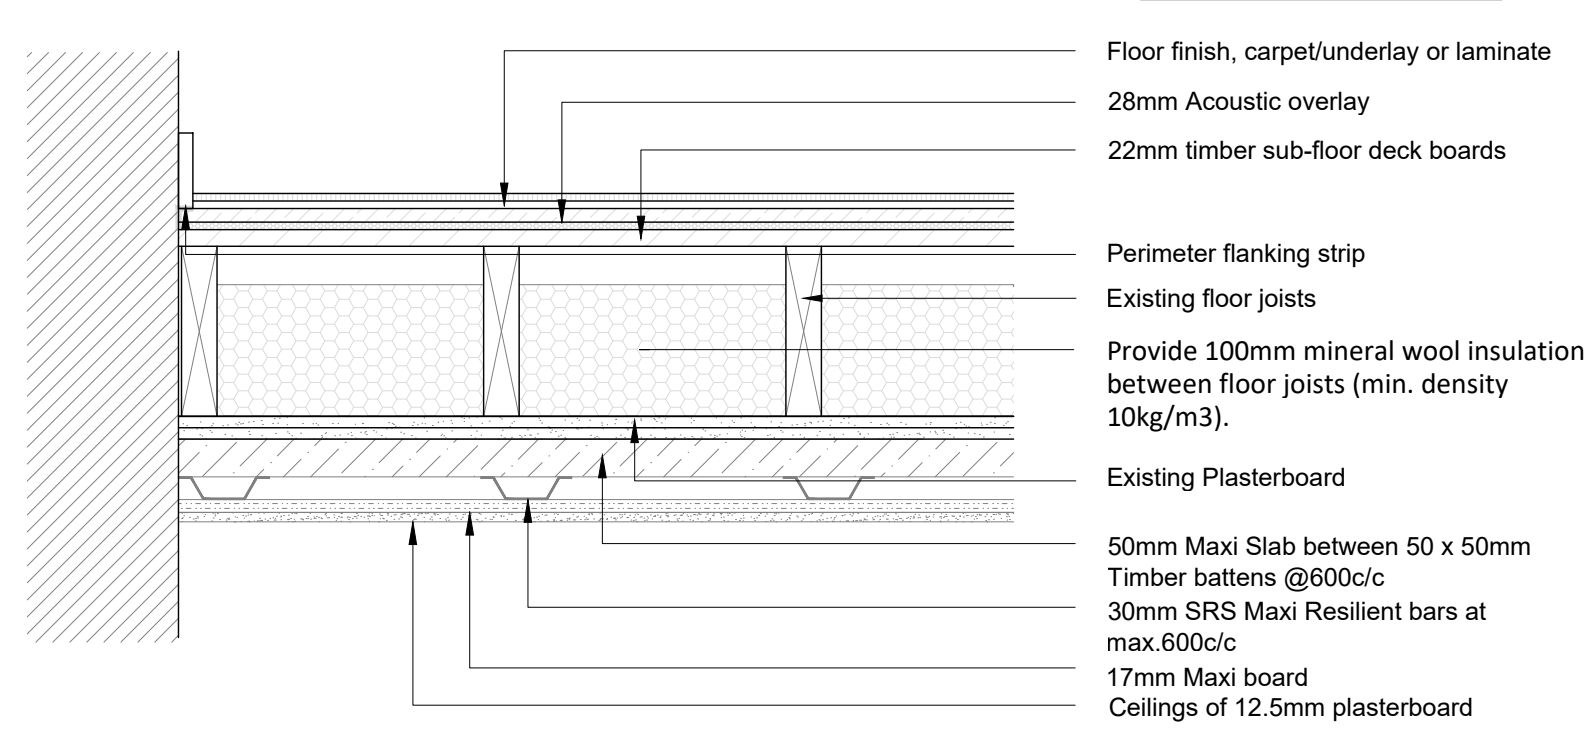 Floor finish, carpet/underlay or laminate
28mm Acoustic overlay
22mm timber sub-floor deck boards
Perimeter flanking strip
Existing floor joists
Provide 100mm mineral wool insulation
between floor joists (min. density
10kg/m3).
Existing Plasterboard
50mm Maxi Slab between 50 x 50mm
Timber battens @600c/c
30mm SRS Maxi Resilient bars at
max.600c/c
17mm Maxi board
Ceilings of 12.5mm plasterboard